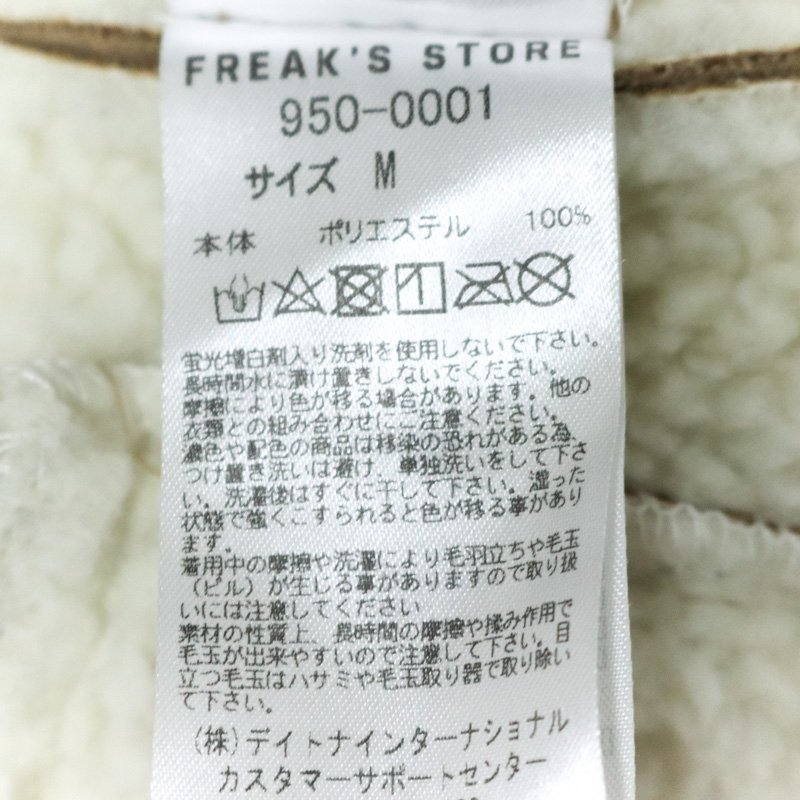 FREAK'S STORE
950-0001
サイズ M
本体 ポリエステル 100%
蛍光増白剤入り洗剤を使用しないで下さい。
長時間水に漬け置きしないでください。
摩擦により色が移る場合があります。他の
衣類との組み合わせにご注意ください。
濃色や配色の商品は移染の恐れがある為、
つけ置き洗いは避け、単独洗いをして下さ
い。洗濯後はすぐに干して下さい。湿った
状態で強くこすられると色が移る事があり
ます。
着用中の摩擦や洗濯により毛羽立ちや毛玉
（ピル）が生じる事がありますので取り扱
いには注意してください
素材の性質上、長時間の摩擦や揉み作用で
毛玉が出来やすいので注意して下さい。目
立つ毛玉はハサミや毛玉取り器で取り除い
て下さい。
(株)デイトナインターナショナル
カスタマーサポートセンター